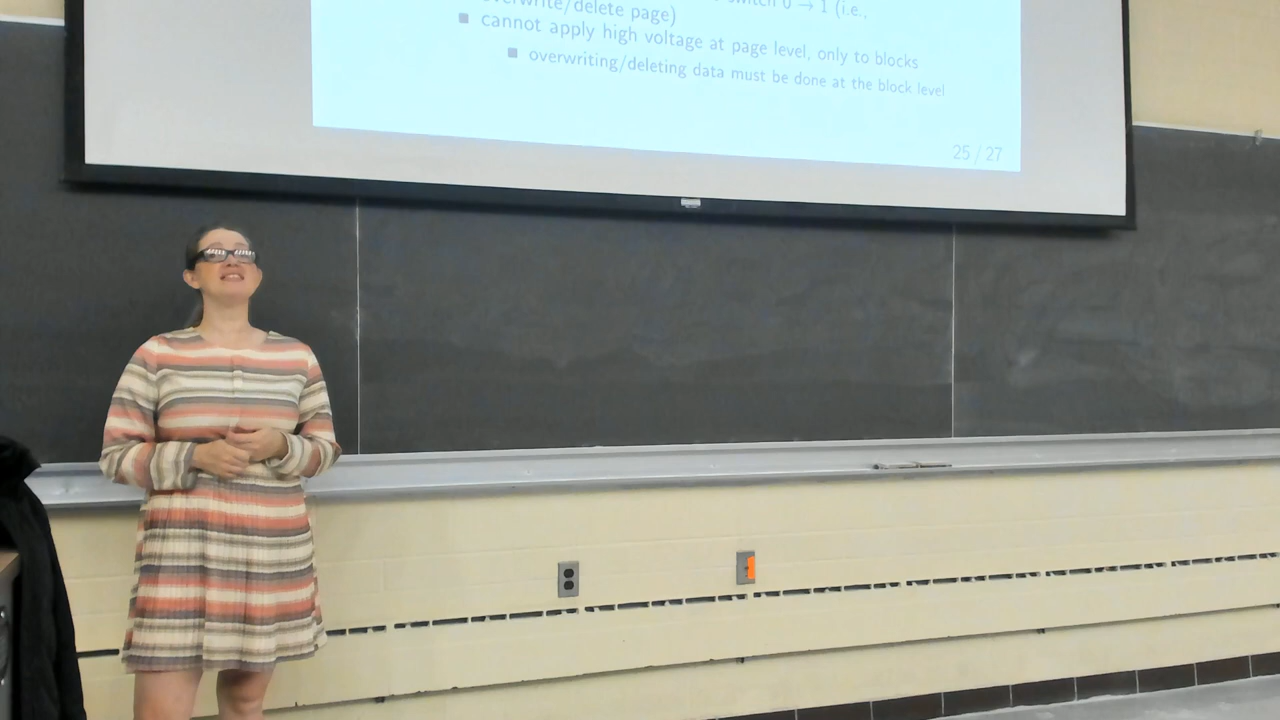 switch 0 → 1 (i.e.,
overwrite/delete page)
■ cannot apply high voltage at page level, only to blocks
■ overwriting/deleting data must be done at the block level
25 / 27